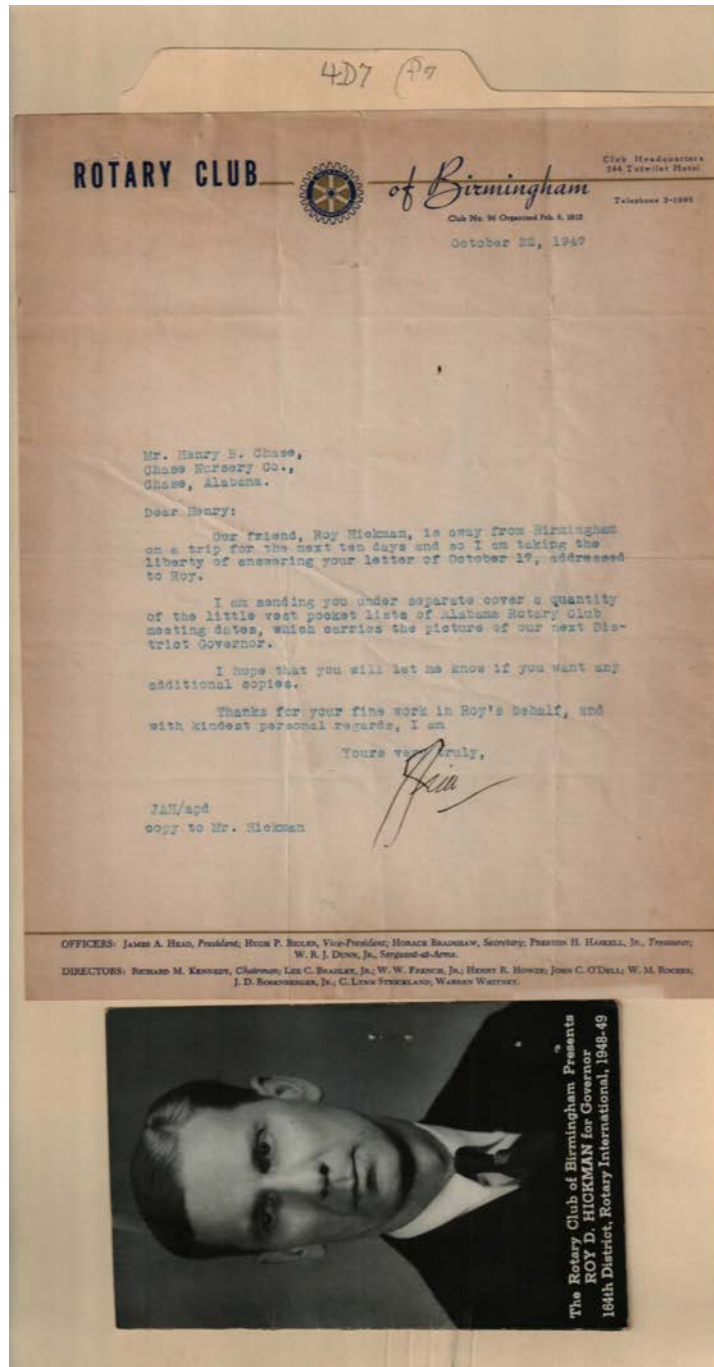 4D7 (P7
ROTARY CLUB of Birmingham
Club Headquarters
Tutwiler Hotel
Telephone
Club No. Organized Feb.
October 22, 1947
Mr. Henry B. Chase,
Chase Nursery Co.,
Chase, Alabama.
Dear Henry:
Our friend, Roy Hickman, is away from Birmingham
on a trip for the next ten days and so I am taking the
liberty of answering your letter of October 17, addressed
to Roy.
I am sending you under separate cover a quantity
of the little vest pocket lists of Alabama Rotary Club
meeting dates, which carries the picture of our next Dis-
trict Governor.
I hope that you will let me know if you want any
additional copies.
Thanks for your fine work in Roy's behalf, and
with kindest personal regards, I am
Yours very truly,
JAH/apd
copy to Mr. Hickman
OFFICERS: JAMES A. HEAD, President; HUGH P. BIGLER, Vice-President; HORACE BRADSHAW, Secretary; PRESTON H. HASKELL, JR., Treasurer;
W. R. J. DUNN, JR., Sergeant-at-Arms.
DIRECTORS: RICHARD M. KENNEDY, Chairman; LEE C. BRADLEY, JR.; W. W. FRENCH, JR.; HENRY R. HOWZE; JOHN C. O'DELL; W. M. ROGERS;
J. D. ROSENBERGER, JR.; C. LYNN STRICKLAND; WARREN WHITNEY.
The Rotary Club of Birmingham Presents
ROY D. HICKMAN for Governor
164th District, Rotary International, 1948-49